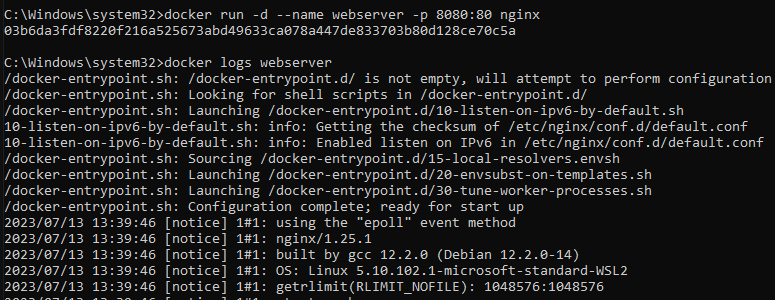 C:\Windows\system32>docker run -d --name webserver -p 8080:80 nginx
03b6da3fdf8220f216a525673abd49633ca078a447de833703b80d128ce70c5a
C:\Windows\system32>docker logs webserver
/docker-entrypoint.sh: /docker-entrypoint.d/ is not empty, will attempt to perform configuration
/docker-entrypoint.sh: Looking for shell scripts in /docker-entrypoint.d/
/docker-entrypoint.sh: Launching /docker-entrypoint.d/10-listen-on-ipv6-by-default.sh
10-listen-on-ipv6-by-default.sh: info: Getting the checksum of /etc/nginx/conf.d/default.conf
10-listen-on-ipv6-by-default.sh: info: Enabled listen on IPv6 in /etc/nginx/conf.d/default.conf
/docker-entrypoint.sh: Sourcing /docker-entrypoint.d/15-local-resolvers.envsh
/docker-entrypoint.sh: Launching /docker-entrypoint.d/20-envsubst-on-templates.sh
/docker-entrypoint.sh: Launching /docker-entrypoint.d/30-tune-worker-processes.sh
/docker-entrypoint.sh: Configuration complete; ready for start up
2023/07/13 13:39:46 [notice] 1#1: using the "epoll" event method
2023/07/13 13:39:46 [notice] 1#1: nginx/1.25.1
2023/07/13 13:39:46 [notice] 1#1: built by gcc 12.2.0 (Debian 12.2.0-14)
2023/07/13 13:39:46 [notice] 1#1: OS: Linux 5.10.102.1-microsoft-standard-WSL2
2023/07/13 13:39:46 [notice] 1#1: getrlimit(RLIMIT_NOFILE): 1048576:1048576